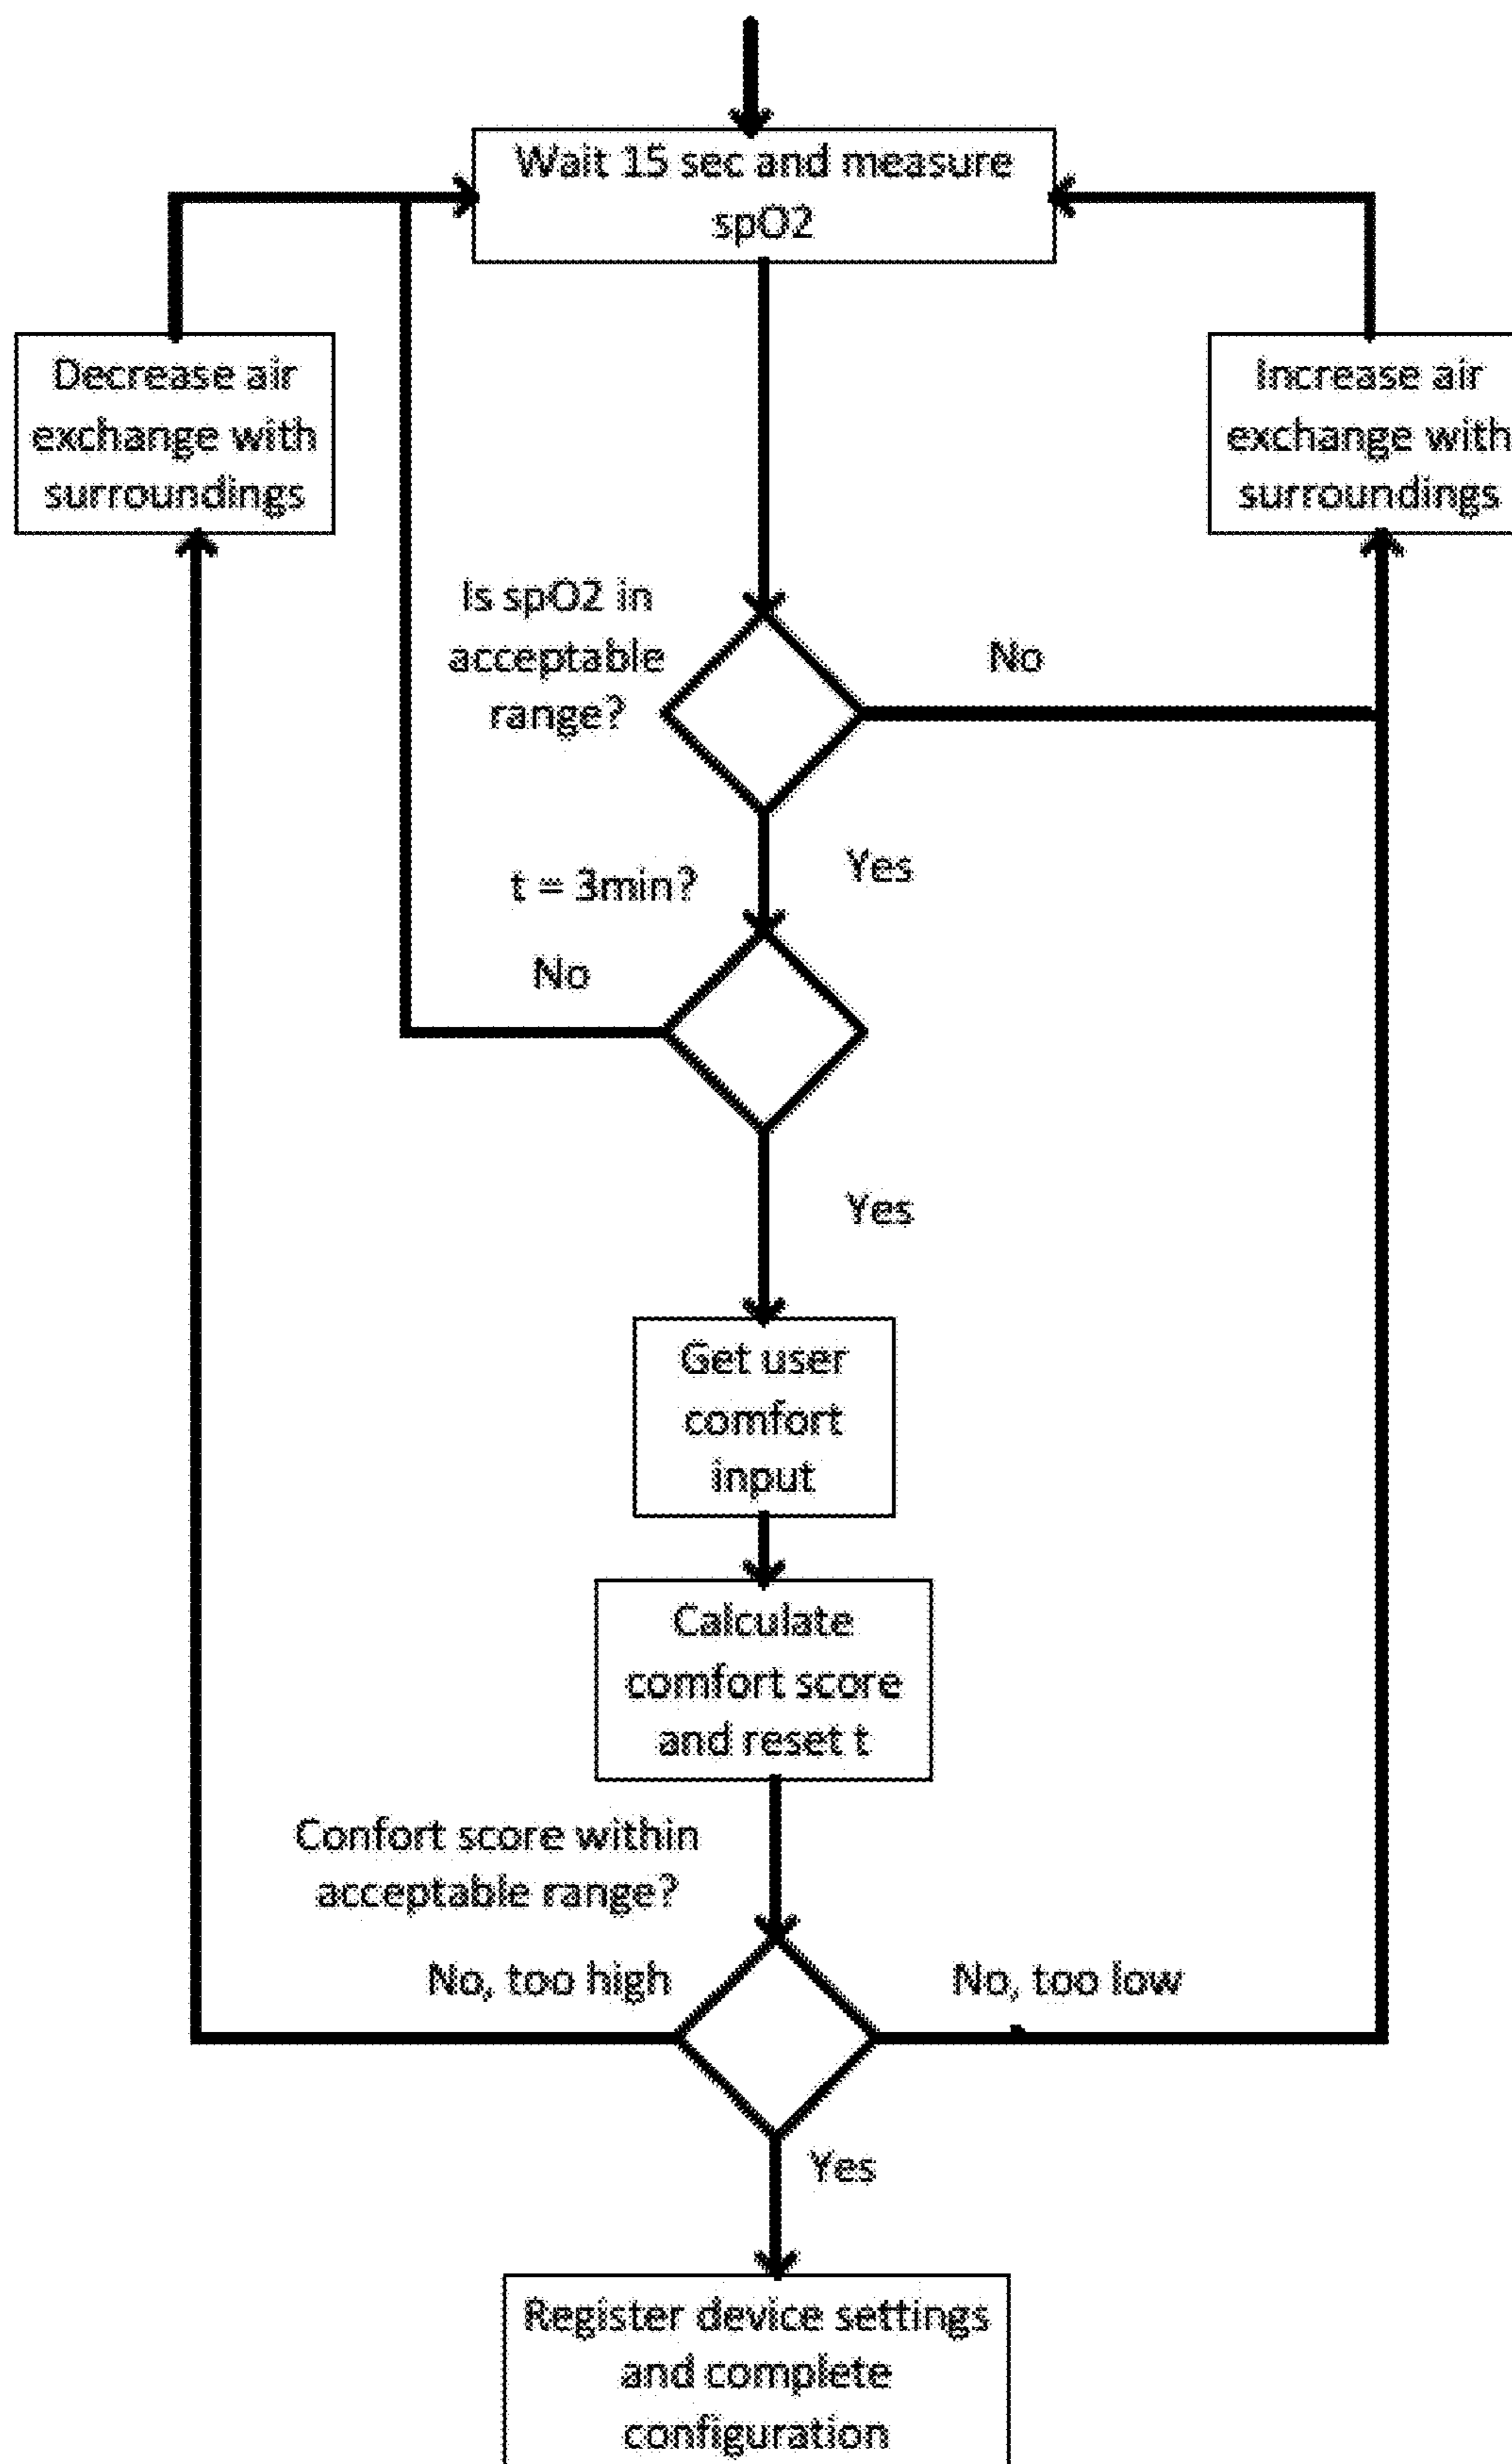 Wait 15 sec and measure
spO2
Decrease air
exchange with
surroundings
Increase air
exchange with
surroundings
Is spO2 in
acceptable
range?
No
Yes
t = 3min?
No
Yes
Get user
comfort
input
Calculate
comfort score
and reset t
Confort score within
acceptable range?
No, too high
No, too low
Yes
Register device settings
and complete
configuration